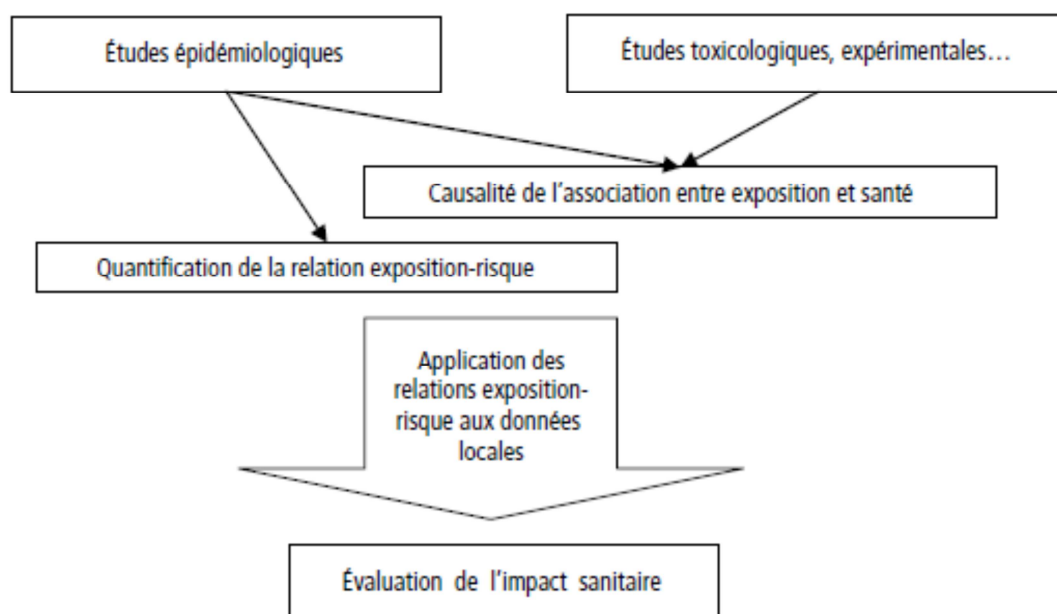 Études épidémiologiques
Études toxicologiques, expérimentales…
Causalité de l'association entre exposition et santé
Quantification de la relation exposition-risque
Application des
relations exposition-
risque aux données
locales
Évaluation de l'impact sanitaire